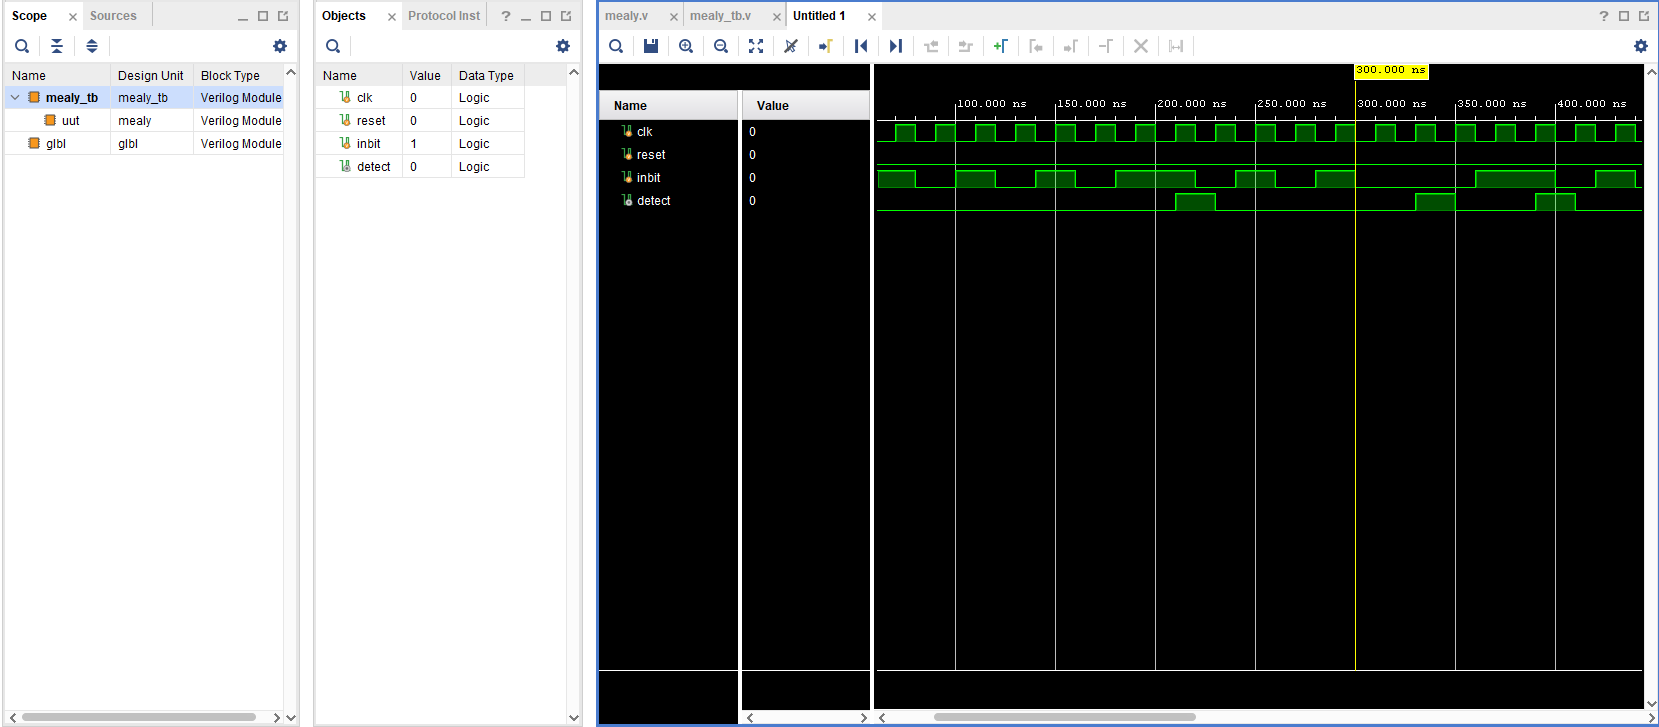 Scope
Sources
Name Design Unit Block Type
mealy_tb mealy_tb Verilog Module
uut mealy Verilog Module
glbl glbl Verilog Module
Objects
Protocol Inst
?
Name Value Data Type
clk 0 Logic
reset 0 Logic
inbit 1 Logic
detect 0 Logic
mealy.v
mealy_tb.v
Untitled 1
?
300.000 ns
Name Value
100.000 ns 150.000 ns 200.000 ns 250.000 ns 300.000 ns 350.000 ns 400.000 ns
clk 0
reset 0
inbit 0
detect 0